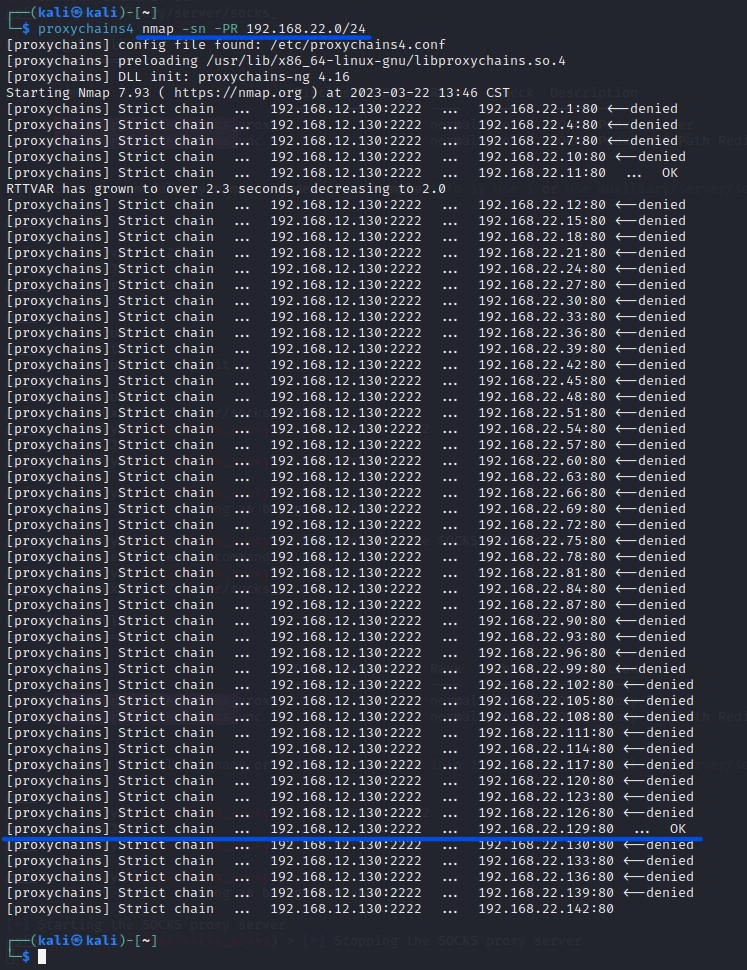 ┌──(kali㉿kali)-[~]
└─$ proxychains4 nmap -sn -PR 192.168.22.0/24
[proxychains] config file found: /etc/proxychains4.conf
[proxychains] preloading /usr/lib/x86_64-linux-gnu/libproxychains.so.4
[proxychains] DLL init: proxychains-ng 4.16
Starting Nmap 7.93 ( https://nmap.org ) at 2023-03-22 13:46 CST
[proxychains] Strict chain ... 192.168.12.130:2222 ... 192.168.22.1:80 <--denied
[proxychains] Strict chain ... 192.168.12.130:2222 ... 192.168.22.4:80 <--denied
[proxychains] Strict chain ... 192.168.12.130:2222 ... 192.168.22.7:80 <--denied
[proxychains] Strict chain ... 192.168.12.130:2222 ... 192.168.22.10:80 <--denied
[proxychains] Strict chain ... 192.168.12.130:2222 ... 192.168.22.11:80 ... OK
RTTVAR has grown to over 2.3 seconds, decreasing to 2.0
[proxychains] Strict chain ... 192.168.12.130:2222 ... 192.168.22.12:80 <--denied
[proxychains] Strict chain ... 192.168.12.130:2222 ... 192.168.22.15:80 <--denied
[proxychains] Strict chain ... 192.168.12.130:2222 ... 192.168.22.18:80 <--denied
[proxychains] Strict chain ... 192.168.12.130:2222 ... 192.168.22.21:80 <--denied
[proxychains] Strict chain ... 192.168.12.130:2222 ... 192.168.22.24:80 <--denied
[proxychains] Strict chain ... 192.168.12.130:2222 ... 192.168.22.27:80 <--denied
[proxychains] Strict chain ... 192.168.12.130:2222 ... 192.168.22.30:80 <--denied
[proxychains] Strict chain ... 192.168.12.130:2222 ... 192.168.22.33:80 <--denied
[proxychains] Strict chain ... 192.168.12.130:2222 ... 192.168.22.36:80 <--denied
[proxychains] Strict chain ... 192.168.12.130:2222 ... 192.168.22.39:80 <--denied
[proxychains] Strict chain ... 192.168.12.130:2222 ... 192.168.22.42:80 <--denied
[proxychains] Strict chain ... 192.168.12.130:2222 ... 192.168.22.45:80 <--denied
[proxychains] Strict chain ... 192.168.12.130:2222 ... 192.168.22.48:80 <--denied
[proxychains] Strict chain ... 192.168.12.130:2222 ... 192.168.22.51:80 <--denied
[proxychains] Strict chain ... 192.168.12.130:2222 ... 192.168.22.54:80 <--denied
[proxychains] Strict chain ... 192.168.12.130:2222 ... 192.168.22.57:80 <--denied
[proxychains] Strict chain ... 192.168.12.130:2222 ... 192.168.22.60:80 <--denied
[proxychains] Strict chain ... 192.168.12.130:2222 ... 192.168.22.63:80 <--denied
[proxychains] Strict chain ... 192.168.12.130:2222 ... 192.168.22.66:80 <--denied
[proxychains] Strict chain ... 192.168.12.130:2222 ... 192.168.22.69:80 <--denied
[proxychains] Strict chain ... 192.168.12.130:2222 ... 192.168.22.72:80 <--denied
[proxychains] Strict chain ... 192.168.12.130:2222 ... 192.168.22.75:80 <--denied
[proxychains] Strict chain ... 192.168.12.130:2222 ... 192.168.22.78:80 <--denied
[proxychains] Strict chain ... 192.168.12.130:2222 ... 192.168.22.81:80 <--denied
[proxychains] Strict chain ... 192.168.12.130:2222 ... 192.168.22.84:80 <--denied
[proxychains] Strict chain ... 192.168.12.130:2222 ... 192.168.22.87:80 <--denied
[proxychains] Strict chain ... 192.168.12.130:2222 ... 192.168.22.90:80 <--denied
[proxychains] Strict chain ... 192.168.12.130:2222 ... 192.168.22.93:80 <--denied
[proxychains] Strict chain ... 192.168.12.130:2222 ... 192.168.22.96:80 <--denied
[proxychains] Strict chain ... 192.168.12.130:2222 ... 192.168.22.99:80 <--denied
[proxychains] Strict chain ... 192.168.12.130:2222 ... 192.168.22.102:80 <--denied
[proxychains] Strict chain ... 192.168.12.130:2222 ... 192.168.22.105:80 <--denied
[proxychains] Strict chain ... 192.168.12.130:2222 ... 192.168.22.108:80 <--denied
[proxychains] Strict chain ... 192.168.12.130:2222 ... 192.168.22.111:80 <--denied
[proxychains] Strict chain ... 192.168.12.130:2222 ... 192.168.22.114:80 <--denied
[proxychains] Strict chain ... 192.168.12.130:2222 ... 192.168.22.117:80 <--denied
[proxychains] Strict chain ... 192.168.12.130:2222 ... 192.168.22.120:80 <--denied
[proxychains] Strict chain ... 192.168.12.130:2222 ... 192.168.22.123:80 <--denied
[proxychains] Strict chain ... 192.168.12.130:2222 ... 192.168.22.126:80 <--denied
[proxychains] Strict chain ... 192.168.12.130:2222 ... 192.168.22.129:80 ... OK
[proxychains] Strict chain ... 192.168.12.130:2222 ... 192.168.22.130:80 <--denied
[proxychains] Strict chain ... 192.168.12.130:2222 ... 192.168.22.133:80 <--denied
[proxychains] Strict chain ... 192.168.12.130:2222 ... 192.168.22.136:80 <--denied
[proxychains] Strict chain ... 192.168.12.130:2222 ... 192.168.22.139:80 <--denied
[proxychains] Strict chain ... 192.168.12.130:2222 ... 192.168.22.142:80
┌──(kali㉿kali)-[~]
└─$